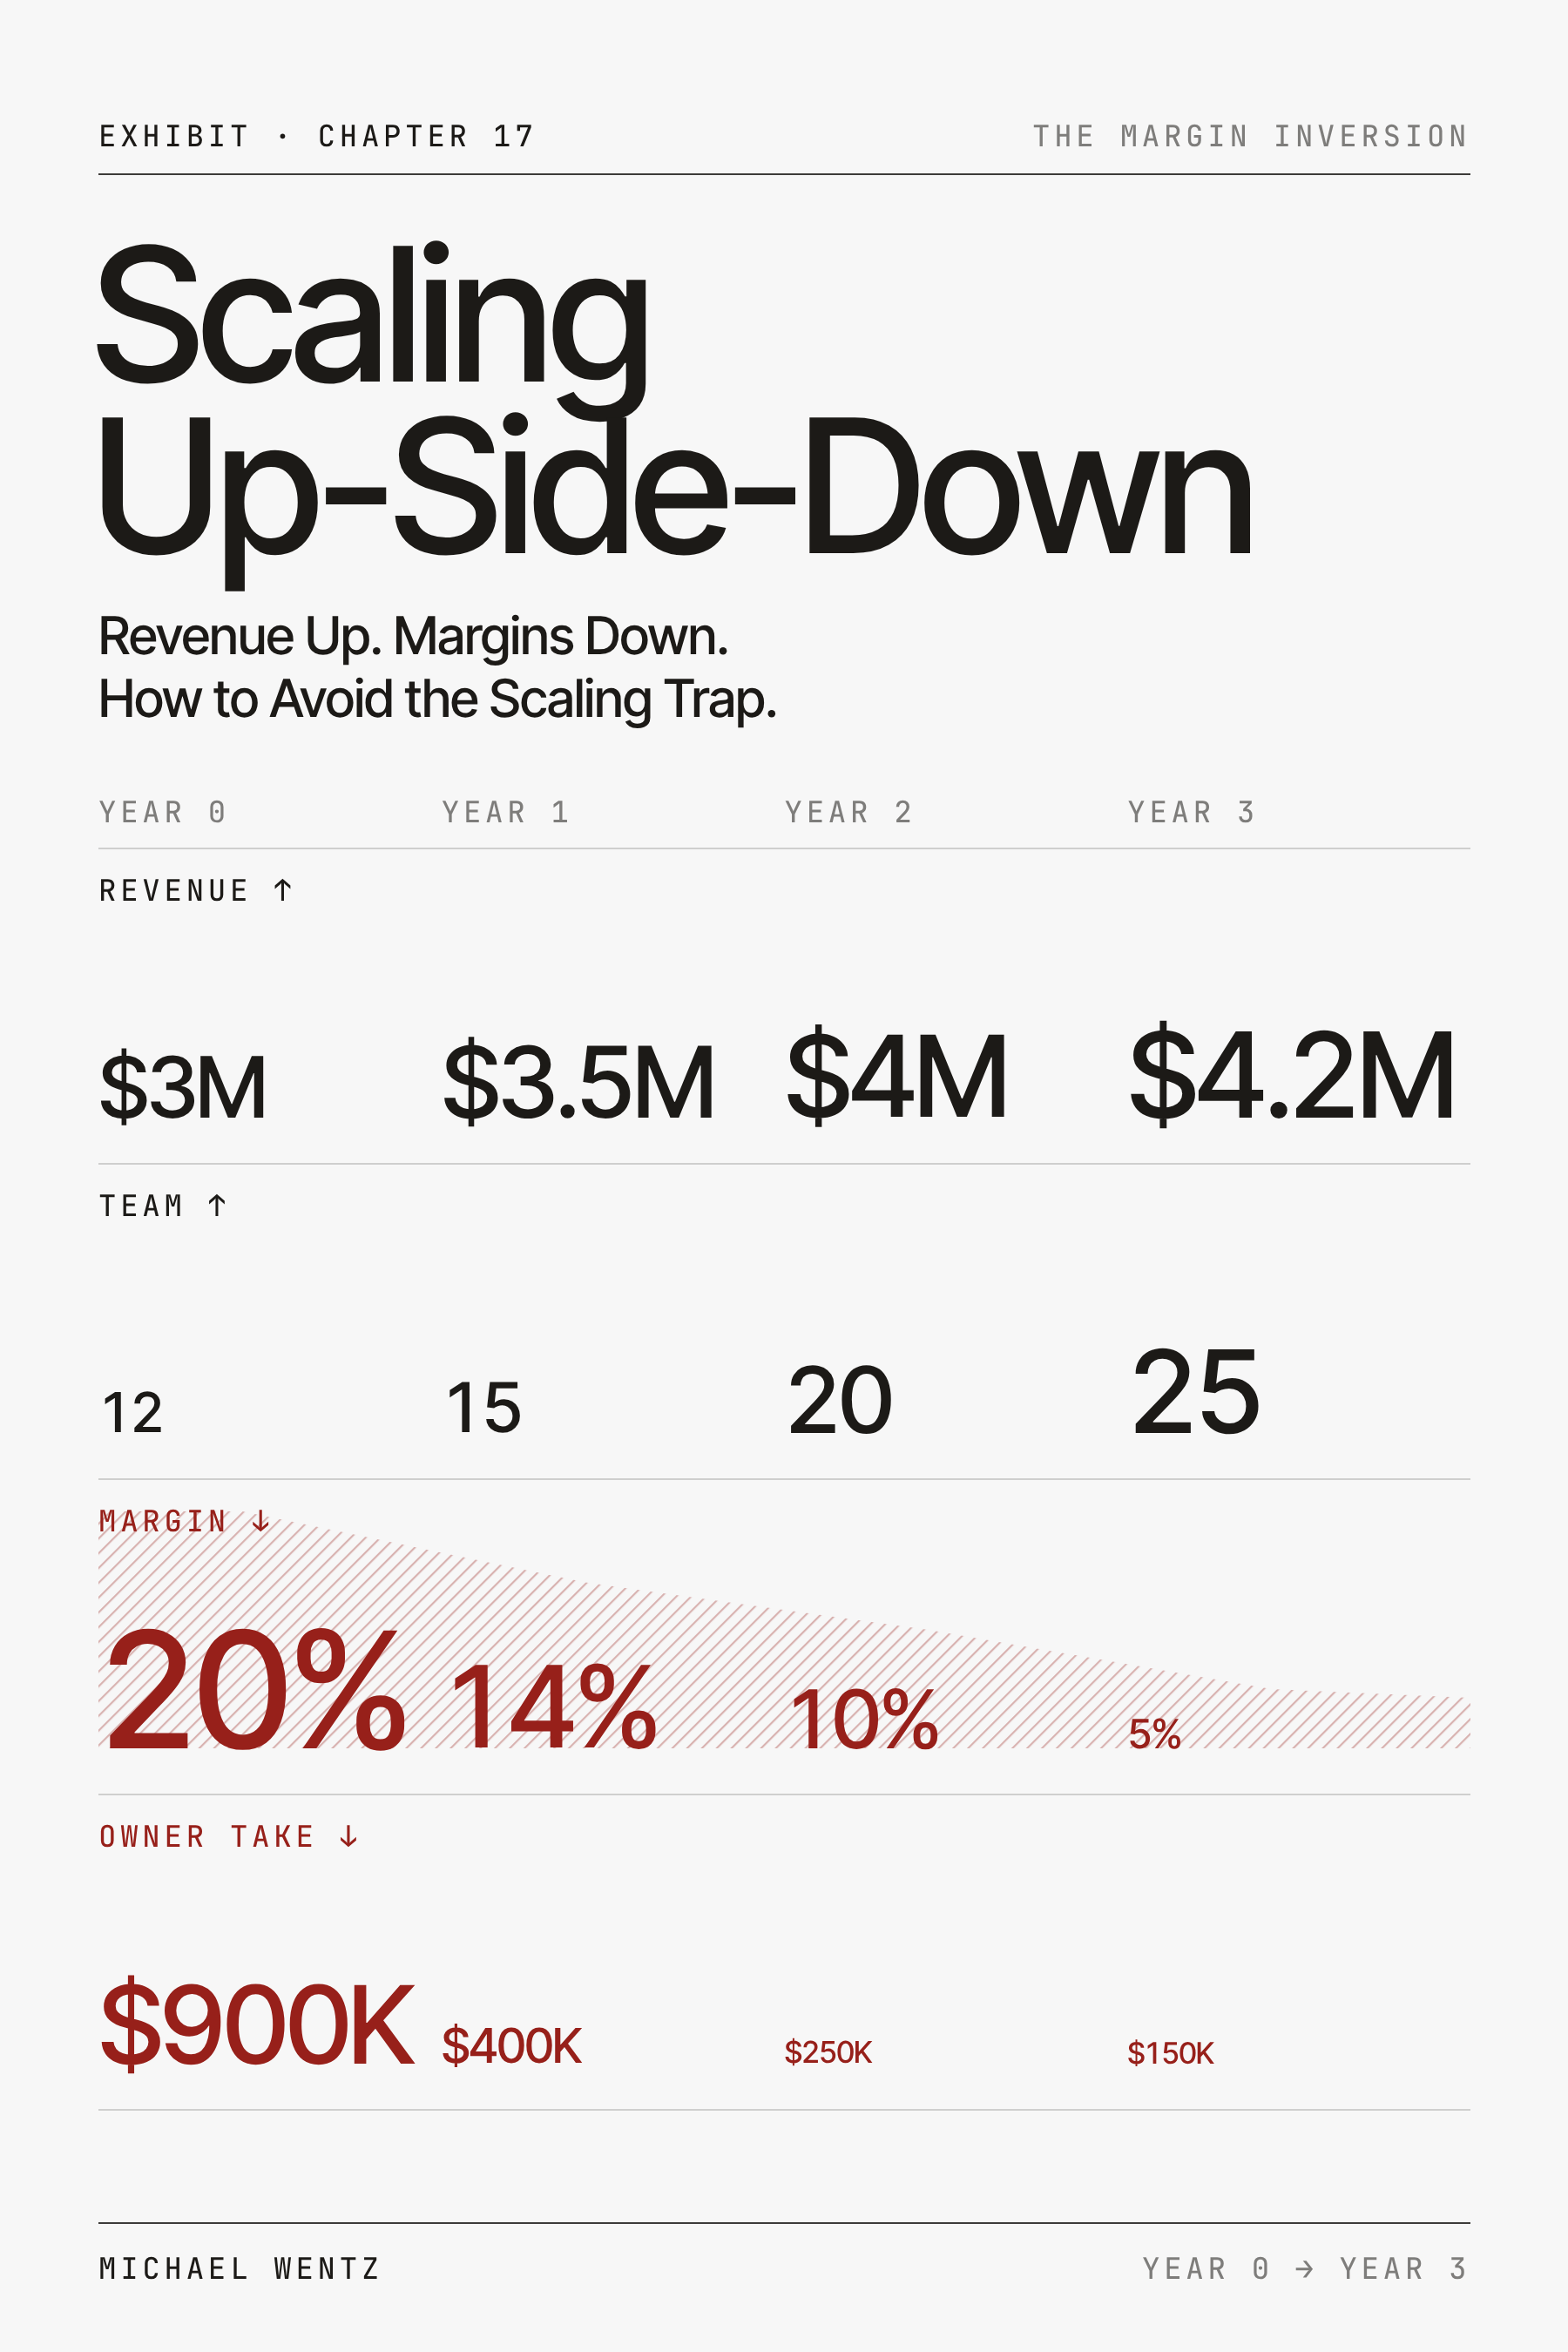 EXHIBIT · CHAPTER 17 THE MARGIN INVERSION
Scaling
Up-Side-Down
Revenue Up. Margins Down.
How to Avoid the Scaling Trap.
YEAR 0 YEAR 1 YEAR 2 YEAR 3
REVENUE ↑
$3M $3.5M $4M $4.2M
TEAM ↑
12 15 20 25
MARGIN ↓
20% 14% 10% 5%
OWNER TAKE ↓
$900K $400K $250K $150K
MICHAEL WENTZ YEAR 0 → YEAR 3